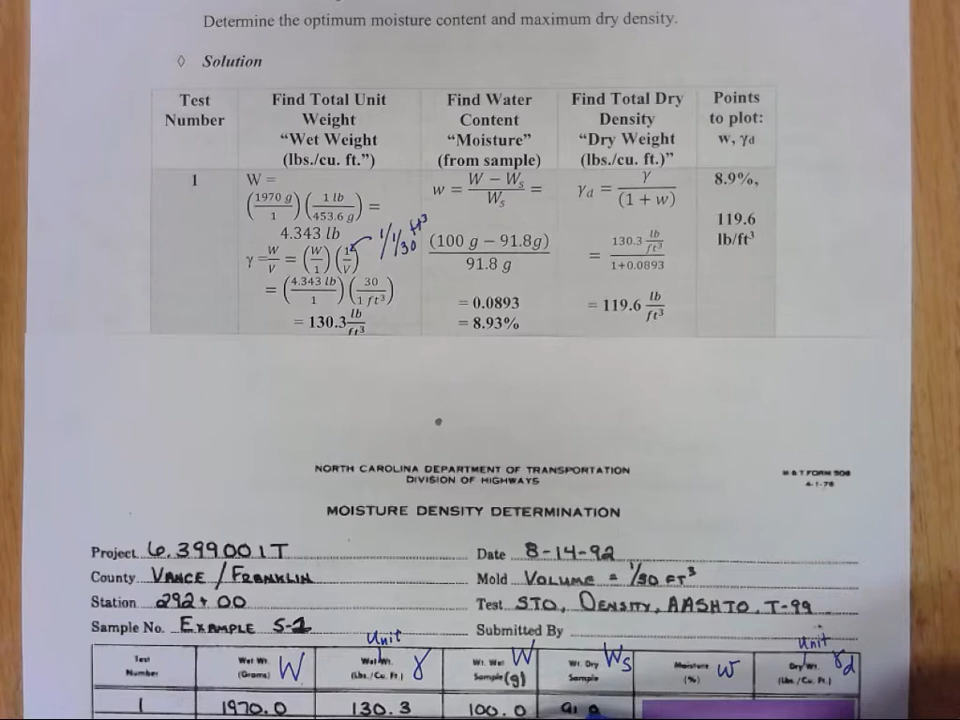 Determine the optimum moisture content and maximum dry density.
◊ Solution
Test Number
Find Total Unit Weight “Wet Weight (lbs./cu. ft.”)
Find Water Content “Moisture” (from sample)
Find Total Dry Density “Dry Weight (lbs./cu. ft.)”
Points to plot: w, γd
1
W =
(1970 g / 1) (1 lb / 453.6 g) =
4.343 lb
γ = W/V = (W/1) (1/V)
1/1/30 ft³
= (4.343 lb / 1) (30 / 1 ft³)
= 130.3 lb/ft³
w = (W − Ws) / Ws =
(100 g − 91.8g) / 91.8 g
= 0.0893
= 8.93%
γd = γ / (1 + w)
= 130.3 lb/ft³ / 1+0.0893
= 119.6 lb/ft³
8.9%,
119.6
lb/ft³
NORTH CAROLINA DEPARTMENT OF TRANSPORTATION
DIVISION OF HIGHWAYS
M & T FORM 506
4-1-78
MOISTURE DENSITY DETERMINATION
Project 6.399001T
Date 8-14-92
County VANCE / FRANKLIN
Mold VOLUME = 1/30 FT³
Station 292+00
Test STD, DENSITY, AASHTO, T-99
Sample No. EXAMPLE S-1
Submitted By
Test Number
Wet Wt. (Grams) W
Unit
Wet Wt. (Lbs./Cu. Ft.) γ
Wt. Wet Sample (g) W
Wt. Dry Sample Ws
Moisture (%) w
Unit
Dry Wt. (Lbs./Cu. Ft.) γd
1 1970.0 130.3 100.0